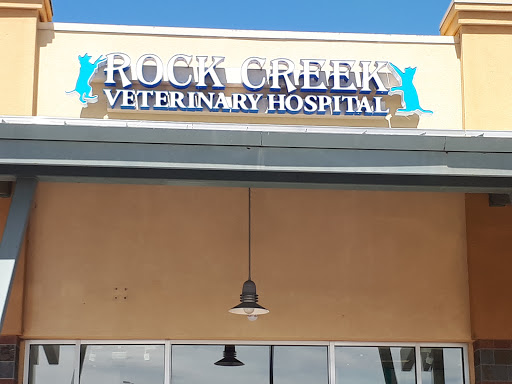 ROCK CREEK
VETERINARY HOSPITAL